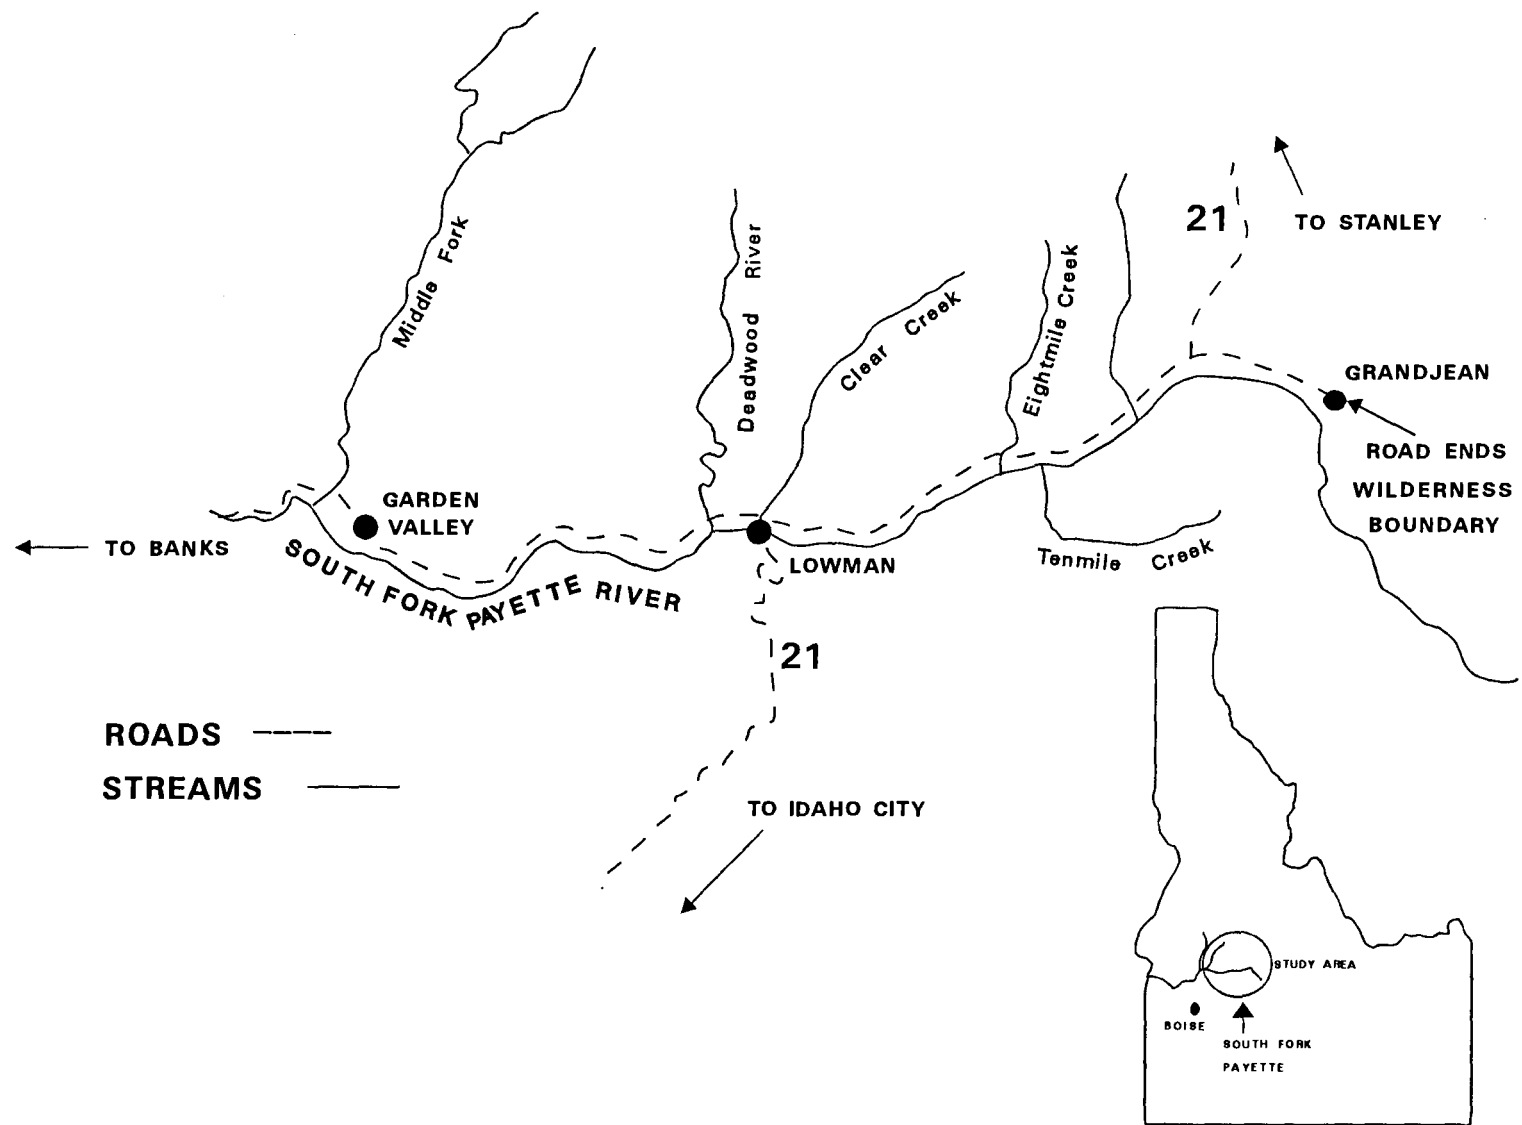 21
TO STANLEY
Middle Fork
Deadwood River
Clear Creek
Eightmile Creek
GRANDJEAN
ROAD ENDS
WILDERNESS
BOUNDARY
GARDEN
VALLEY
TO BANKS
SOUTH FORK PAYETTE RIVER
LOWMAN
Tenmile Creek
21
ROADS
STREAMS
TO IDAHO CITY
STUDY AREA
BOISE
SOUTH FORK
PAYETTE